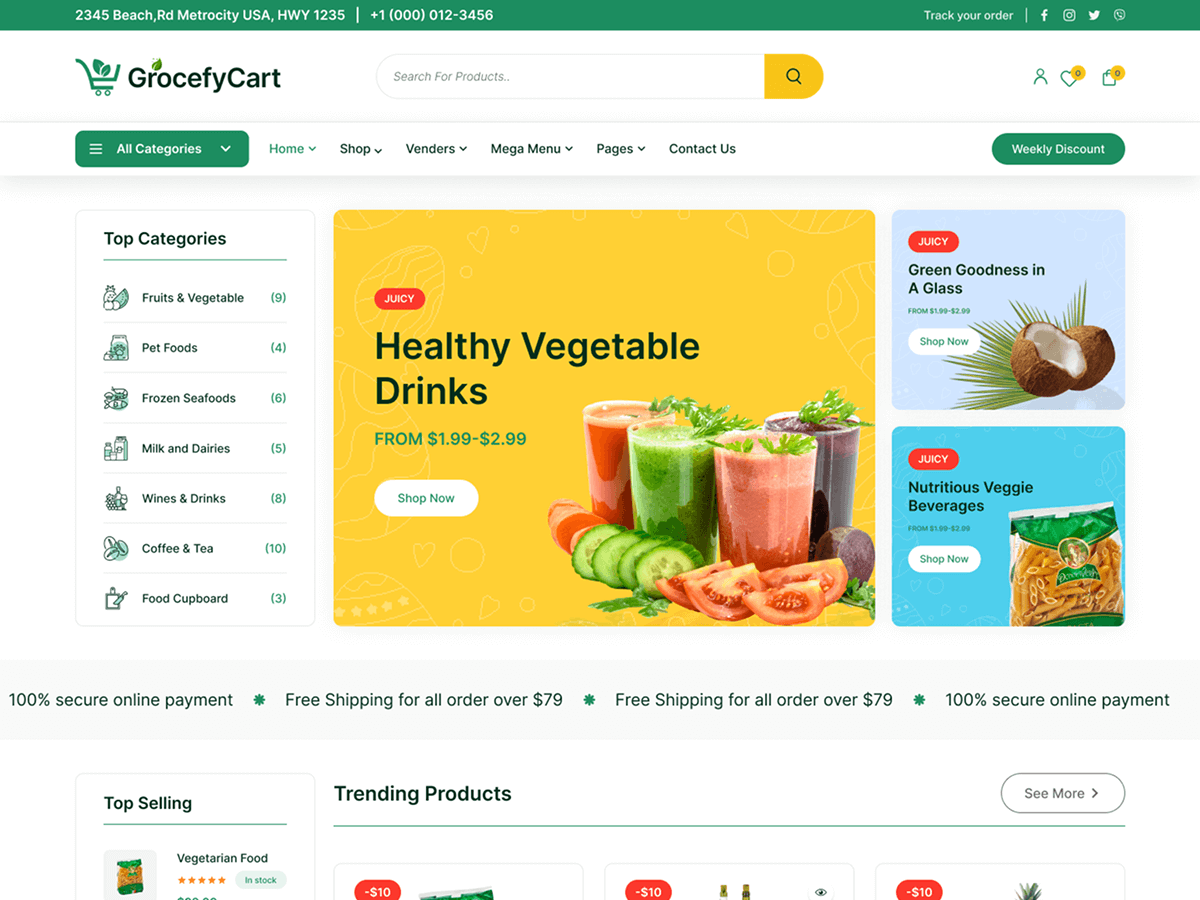 2345 Beach,Rd Metrocity USA, HWY 1235
+1 (000) 012-3456
Track your order
GrocefyCart
Search For Products..
0
0
All Categories
Home
Shop
Venders
Mega Menu
Pages
Contact Us
Weekly Discount
Top Categories
Fruits & Vegetable (9)
Pet Foods (4)
Frozen Seafoods (6)
Milk and Dairies (5)
Wines & Drinks (8)
Coffee & Tea (10)
Food Cupboard (3)
JUICY
Healthy Vegetable
Drinks
FROM $1.99-$2.99
Shop Now
JUICY
Green Goodness in
A Glass
FROM $1.99-$2.99
Shop Now
JUICY
Nutritious Veggie
Beverages
FROM $1.99-$2.99
Shop Now
100% secure online payment
Free Shipping for all order over $79
Free Shipping for all order over $79
100% secure online payment
Top Selling
Vegetarian Food
In stock
Trending Products
See More
-$10
-$10
-$10